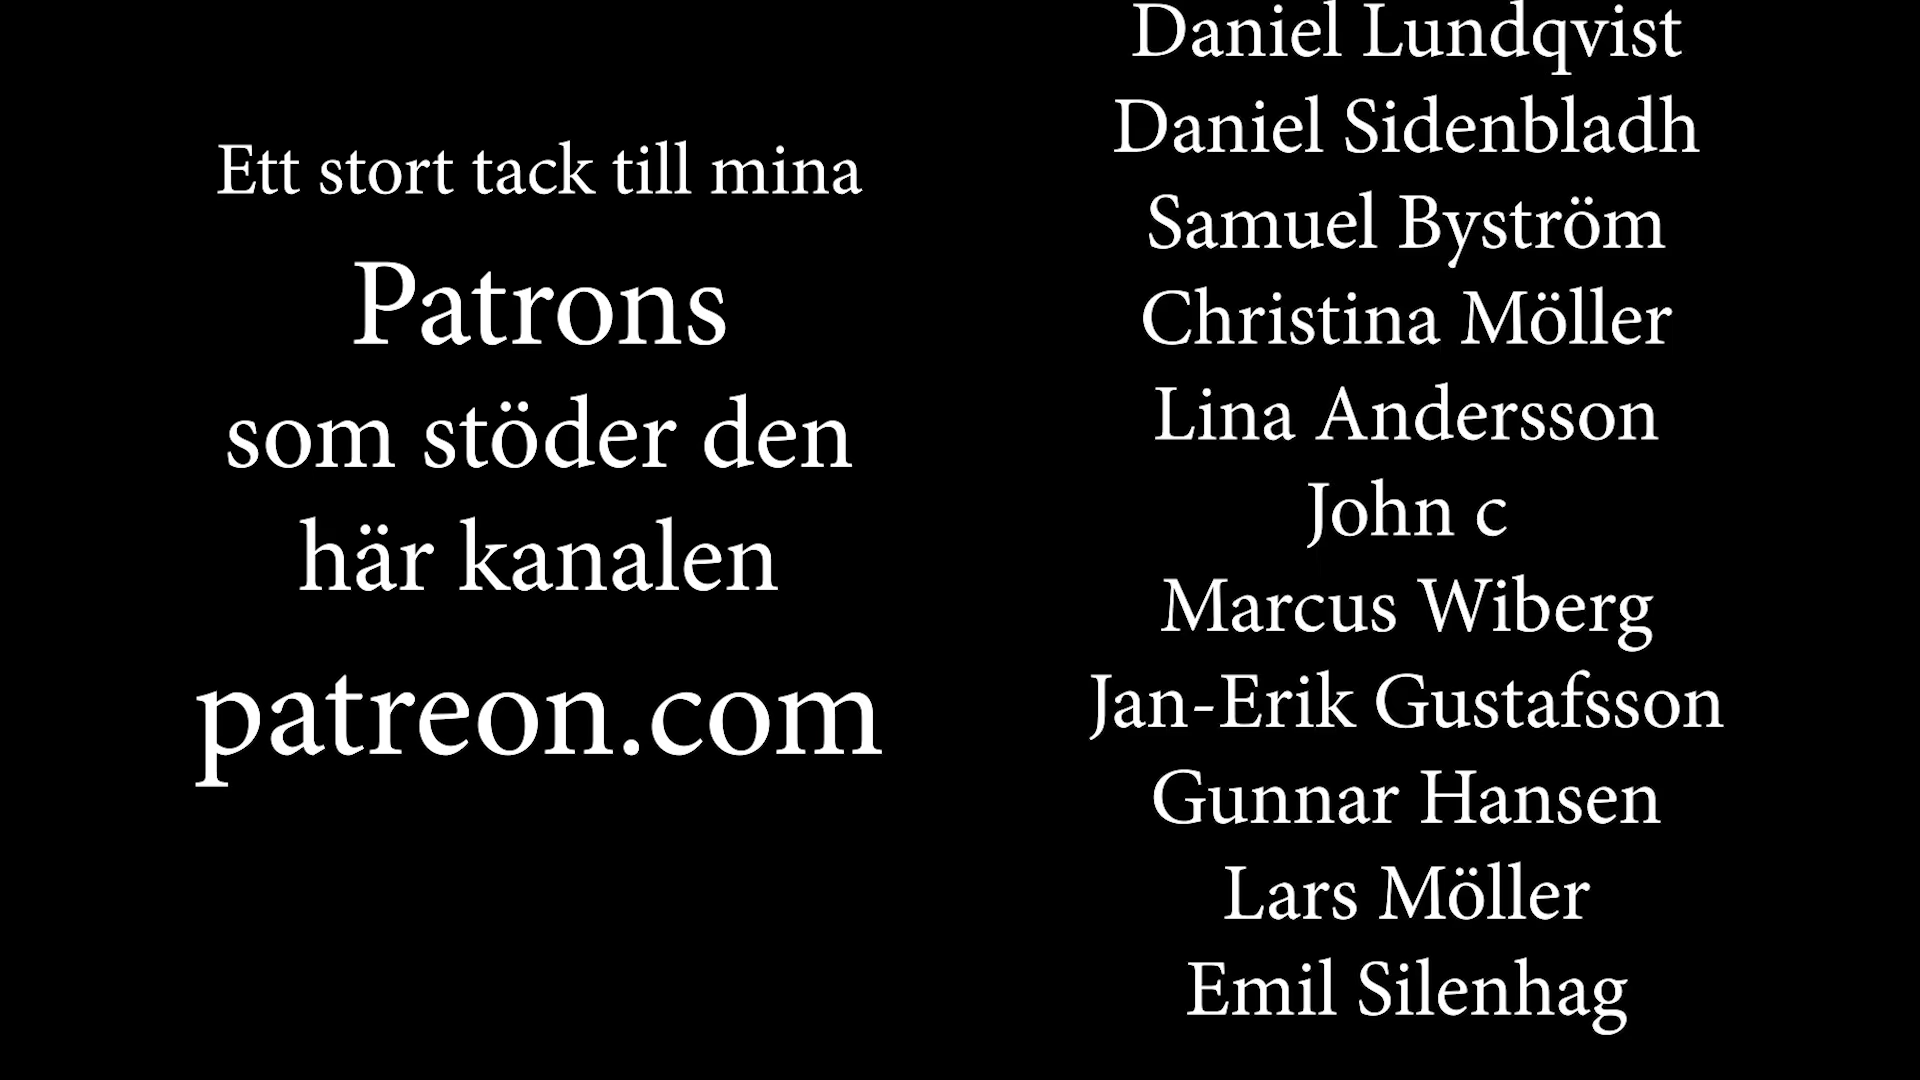 Ett stort tack till mina
Patrons
som stöder den
här kanalen
patreon.com
Daniel Lundqvist
Daniel Sidenbladh
Samuel Byström
Christina Möller
Lina Andersson
John c
Marcus Wiberg
Jan-Erik Gustafsson
Gunnar Hansen
Lars Möller
Emil Silenhag